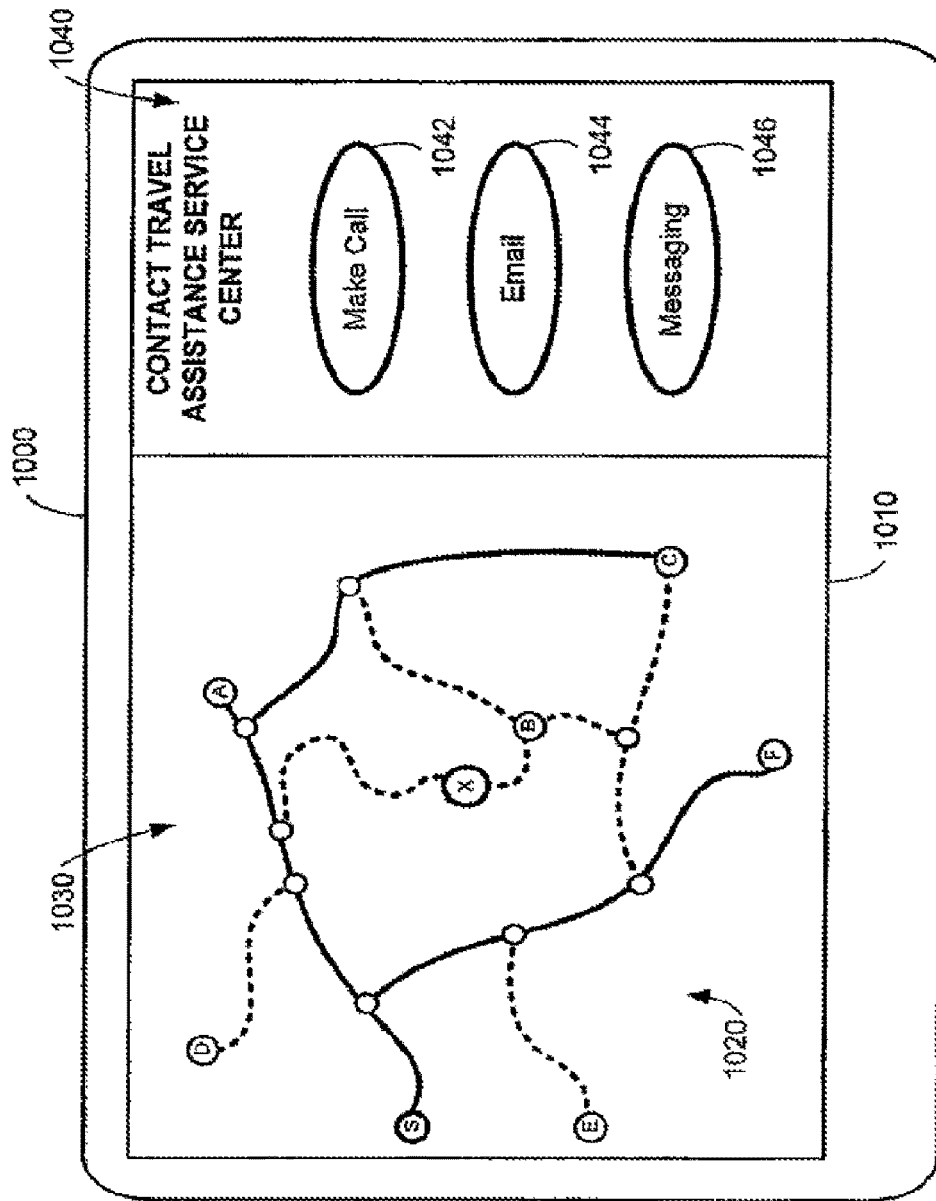 1000
1040
CONTACT TRAVEL
ASSISTANCE SERVICE
CENTER
Make Call
1042
Email
1044
Messaging
1046
1030
A
D
S
X
B
C
E
F
1020
1010